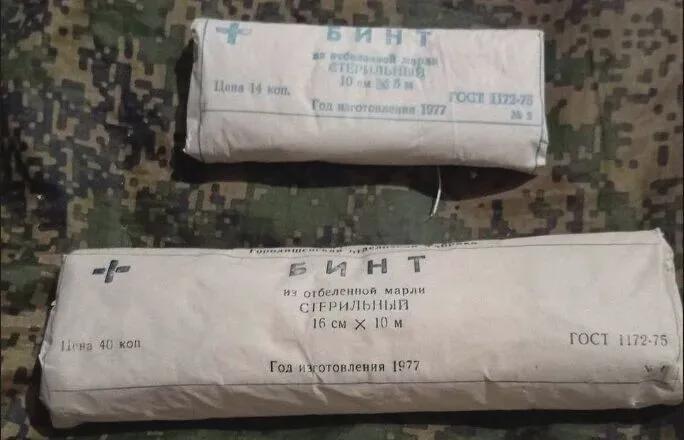 БИНТ
из отбеленной марли
СТЕРИЛЬНЫЙ
10 см X 5 м
Цена 14 коп.
ГОСТ 1172-75
Год изготовления 1977
БИНТ
из отбеленной марли
СТЕРИЛЬНЫЙ
16 см X 10 м
Цена 40 коп
ГОСТ 1172-75
Год изготовления 1977